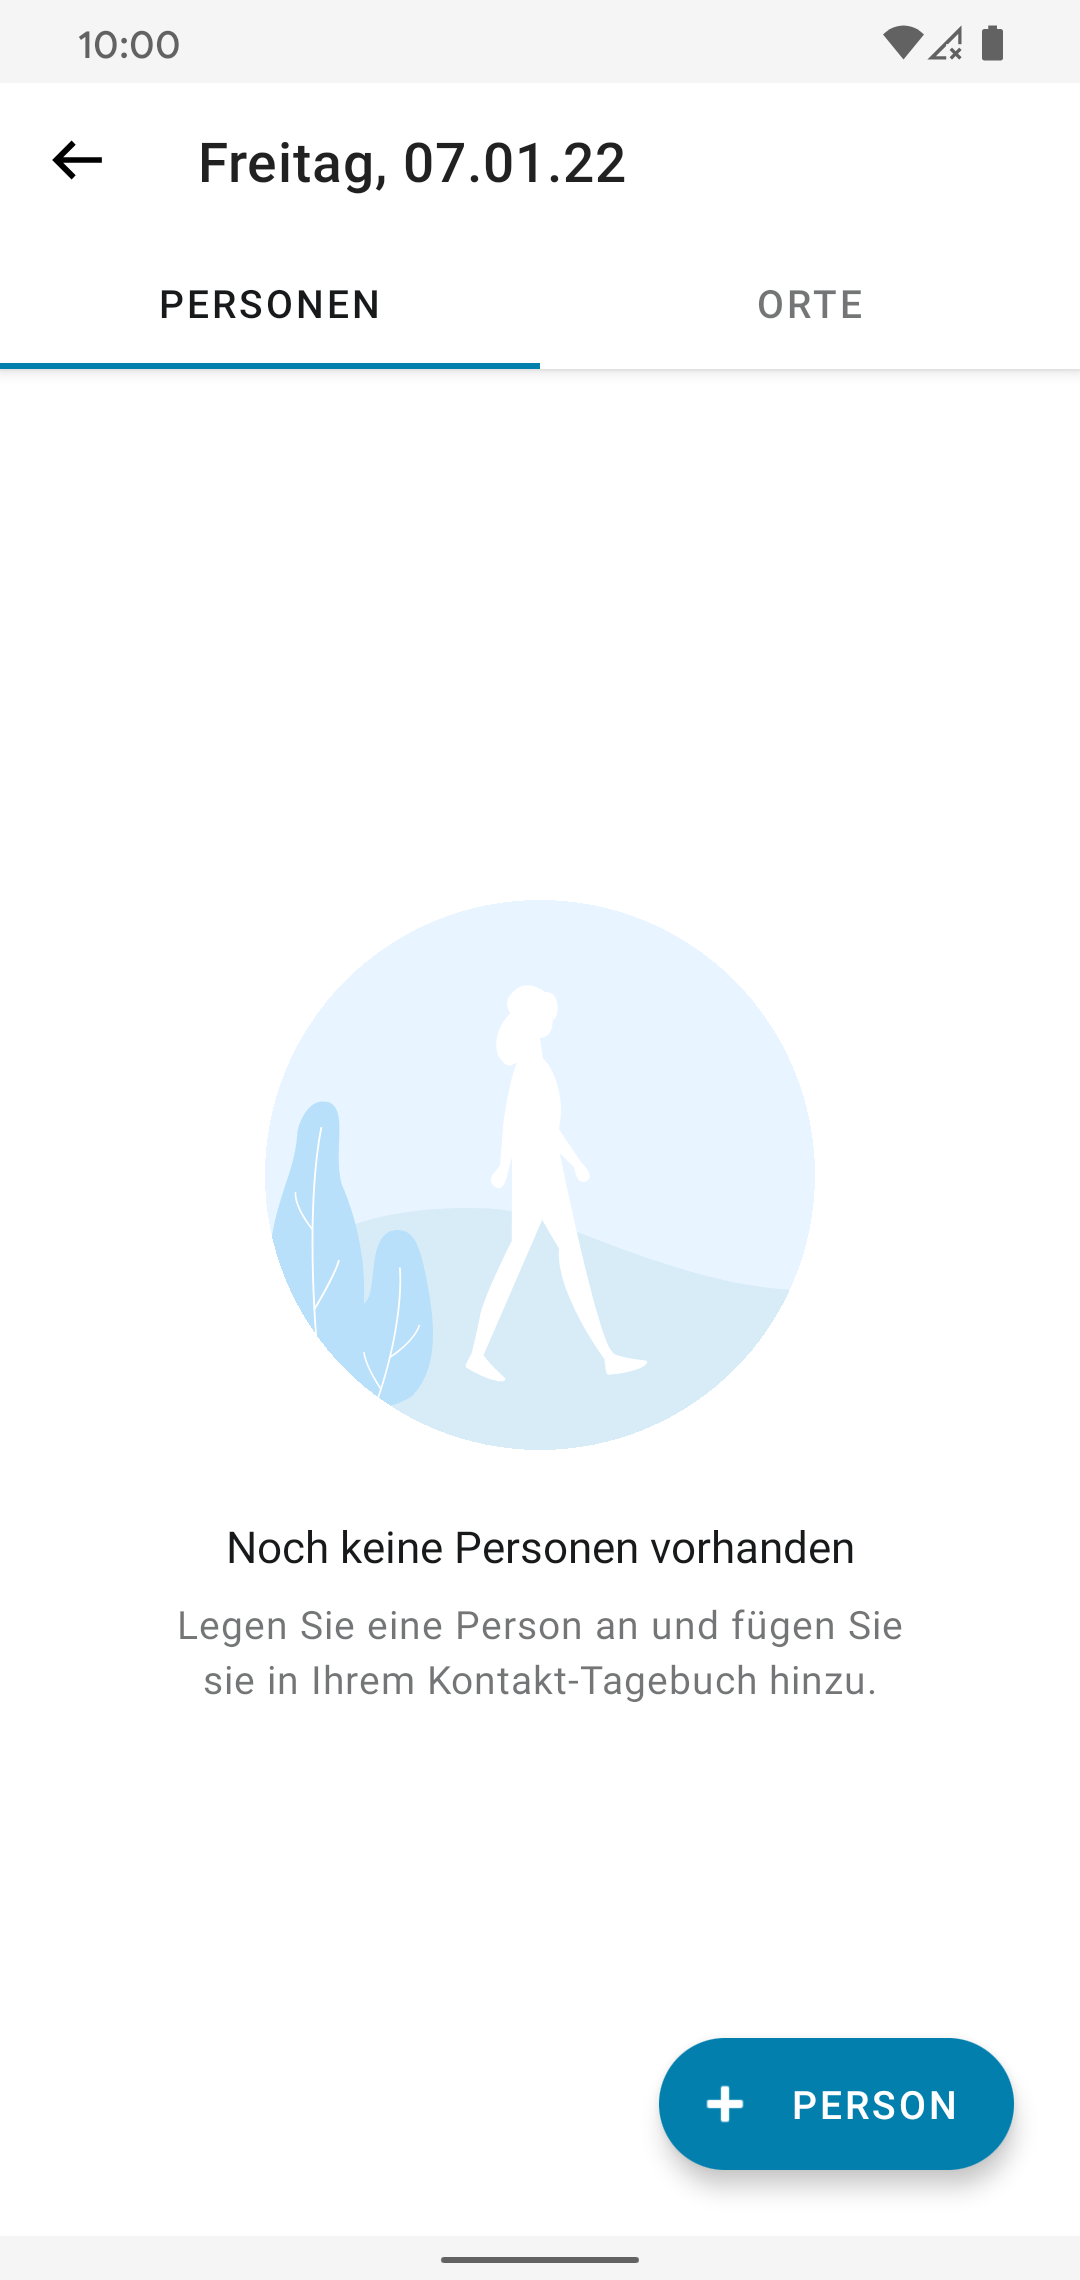 10:00
Freitag, 07.01.22
PERSONEN
ORTE
Noch keine Personen vorhanden
Legen Sie eine Person an und fügen Sie
sie in Ihrem Kontakt-Tagebuch hinzu.
PERSON